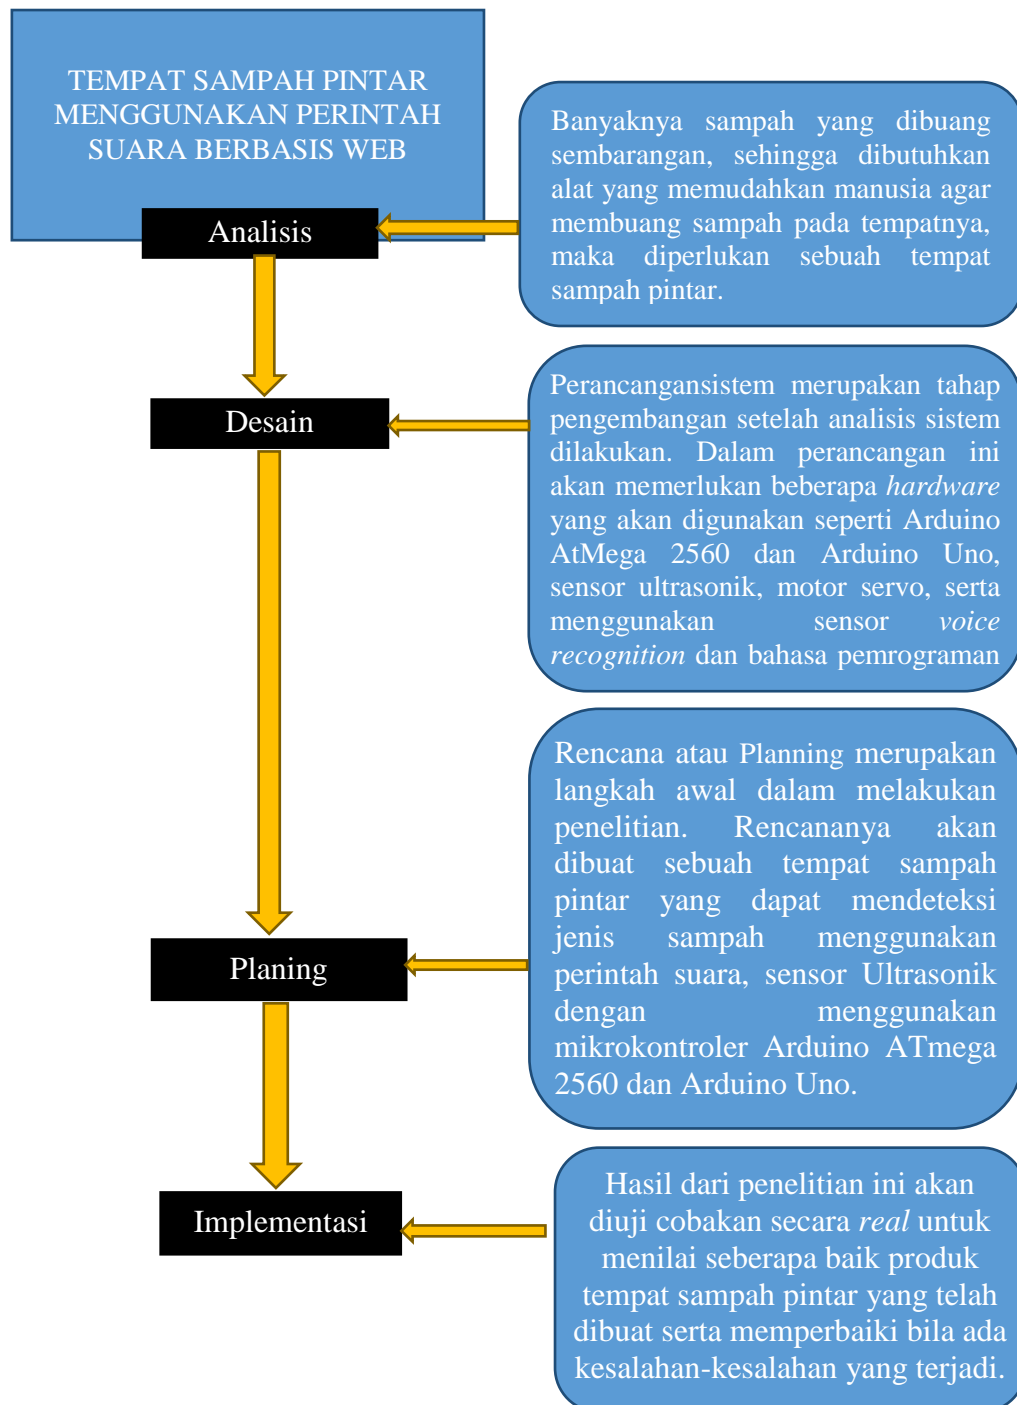 TEMPAT SAMPAH PINTAR
MENGGUNAKAN PERINTAH
SUARA BERBASIS WEB
Analisis
Banyaknya sampah yang dibuang
sembarangan, sehingga dibutuhkan
alat yang memudahkan manusia agar
membuang sampah pada tempatnya,
maka diperlukan sebuah tempat
sampah pintar.
Desain
Perancangansistem merupakan tahap
pengembangan setelah analisis sistem
dilakukan. Dalam perancangan ini
akan memerlukan beberapa hardware
yang akan digunakan seperti Arduino
AtMega 2560 dan Arduino Uno,
sensor ultrasonik, motor servo, serta
menggunakan sensor voice
recognition dan bahasa pemrograman
Planing
Rencana atau Planning merupakan
langkah awal dalam melakukan
penelitian. Rencananya akan
dibuat sebuah tempat sampah
pintar yang dapat mendeteksi
jenis sampah menggunakan
perintah suara, sensor Ultrasonik
dengan menggunakan
mikrokontroler Arduino ATmega
2560 dan Arduino Uno.
Implementasi
Hasil dari penelitian ini akan
diuji cobakan secara real untuk
menilai seberapa baik produk
tempat sampah pintar yang telah
dibuat serta memperbaiki bila ada
kesalahan-kesalahan yang terjadi.